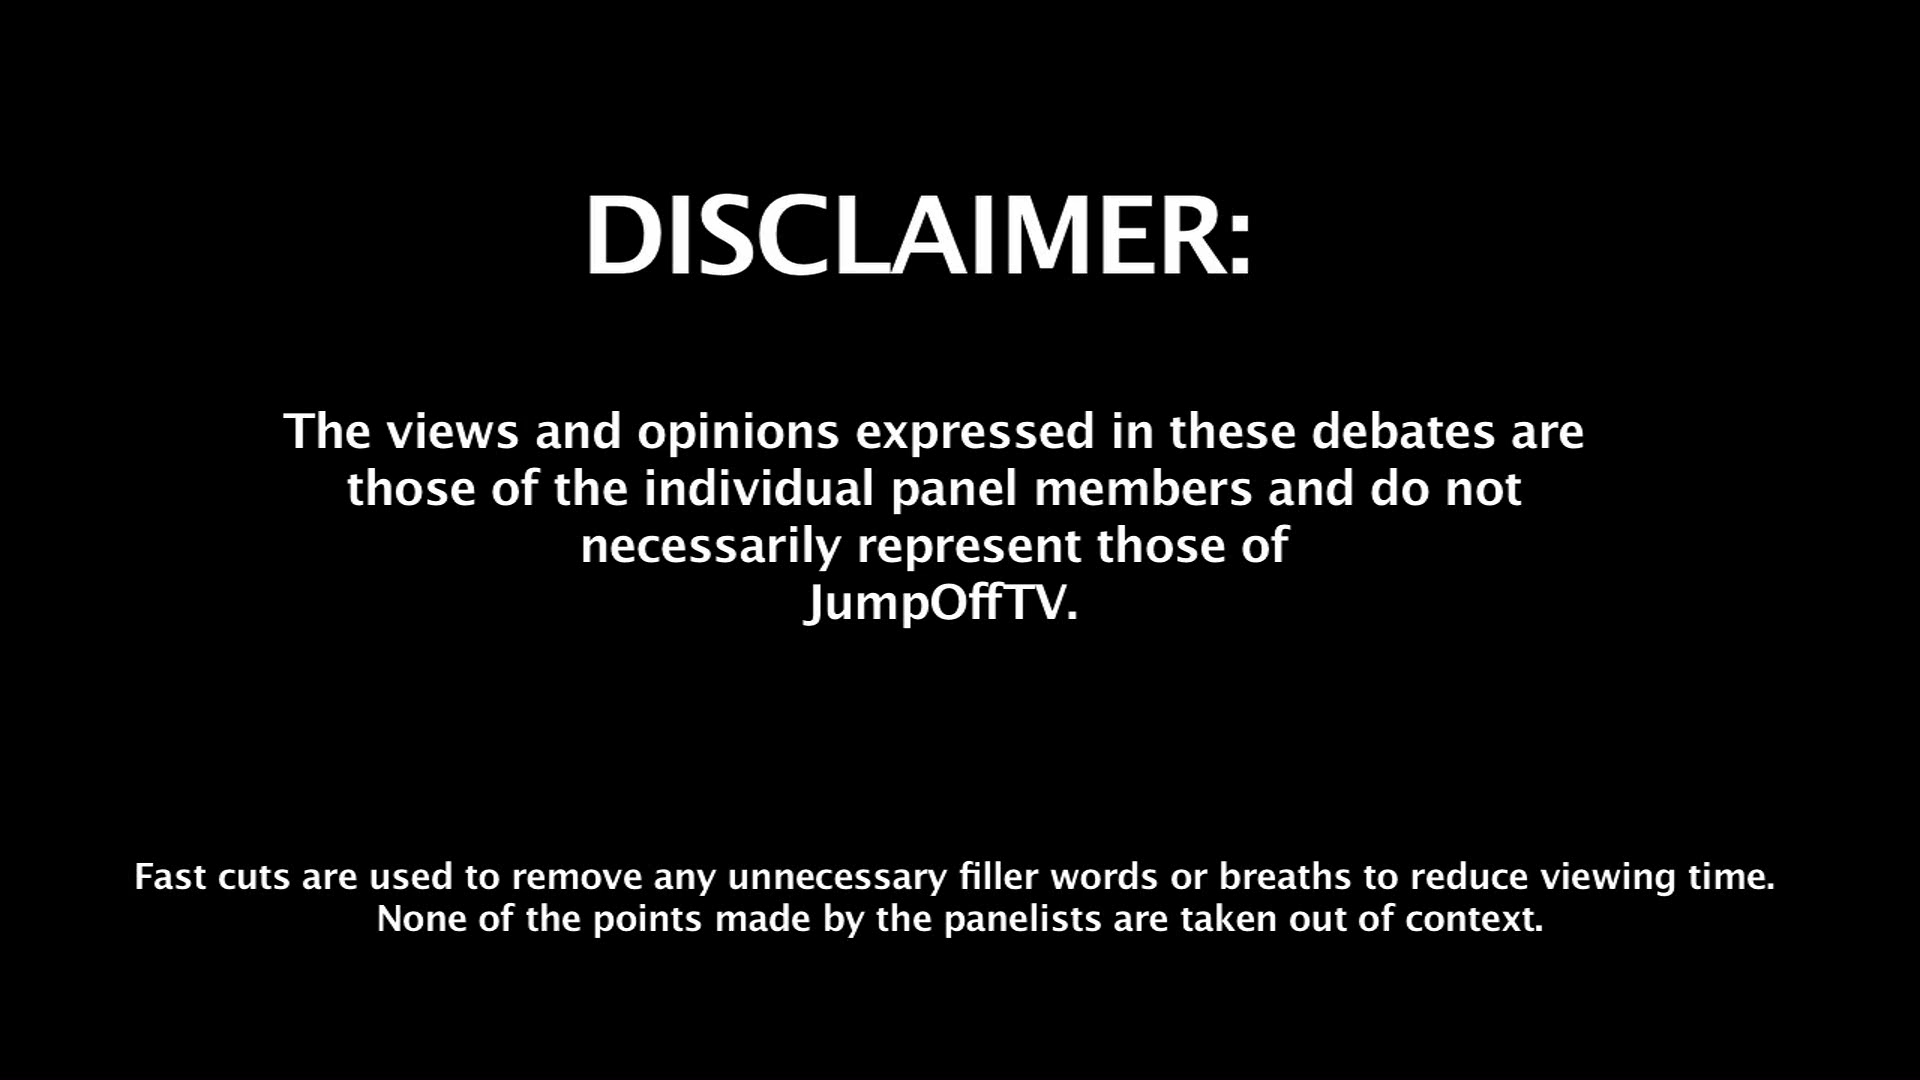 DISCLAIMER:
The views and opinions expressed in these debates are
those of the individual panel members and do not
necessarily represent those of
JumpOffTV.
Fast cuts are used to remove any unnecessary filler words or breaths to reduce viewing time.
None of the points made by the panelists are taken out of context.